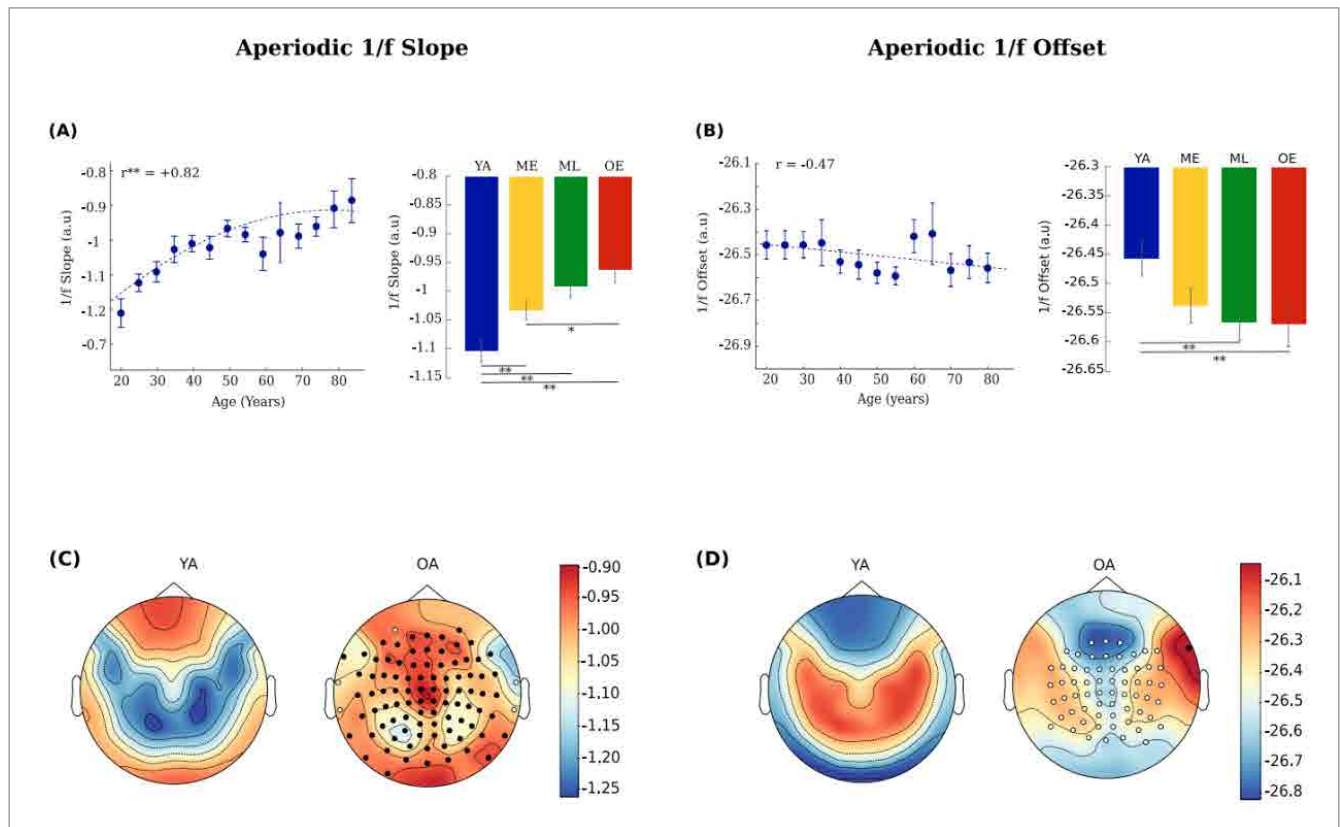 Aperiodic 1/f Slope
Aperiodic 1/f Offset
(A)
r** = +0.82
1/f Slope (a.u)
-0.8
-0.9
-1
-1.1
-1.2
-0.7
20 30 40 50 60 70 80
Age (Years)
YA ME ML OE
1/f Slope (a.u)
-0.8
-0.85
-0.9
-0.95
-1
-1.05
-1.1
-1.15
*
**
**
**
(B)
r = -0.47
1/f Offset (a.u)
-26.1
-26.3
-26.5
-26.7
-26.9
20 30 40 50 60 70 80
Age (years)
YA ME ML OE
1/f Offset (a.u)
-26.3
-26.4
-26.45
-26.5
-26.55
-26.6
-26.65
**
**
(C)
YA
OA
-0.90
-1.00
-1.05
-1.10
-1.15
-1.20
-1.25
(D)
YA
OA
-26,1
-26.2
-26.3
-26.4
-26.5
-26.6
-26.7
-26.8